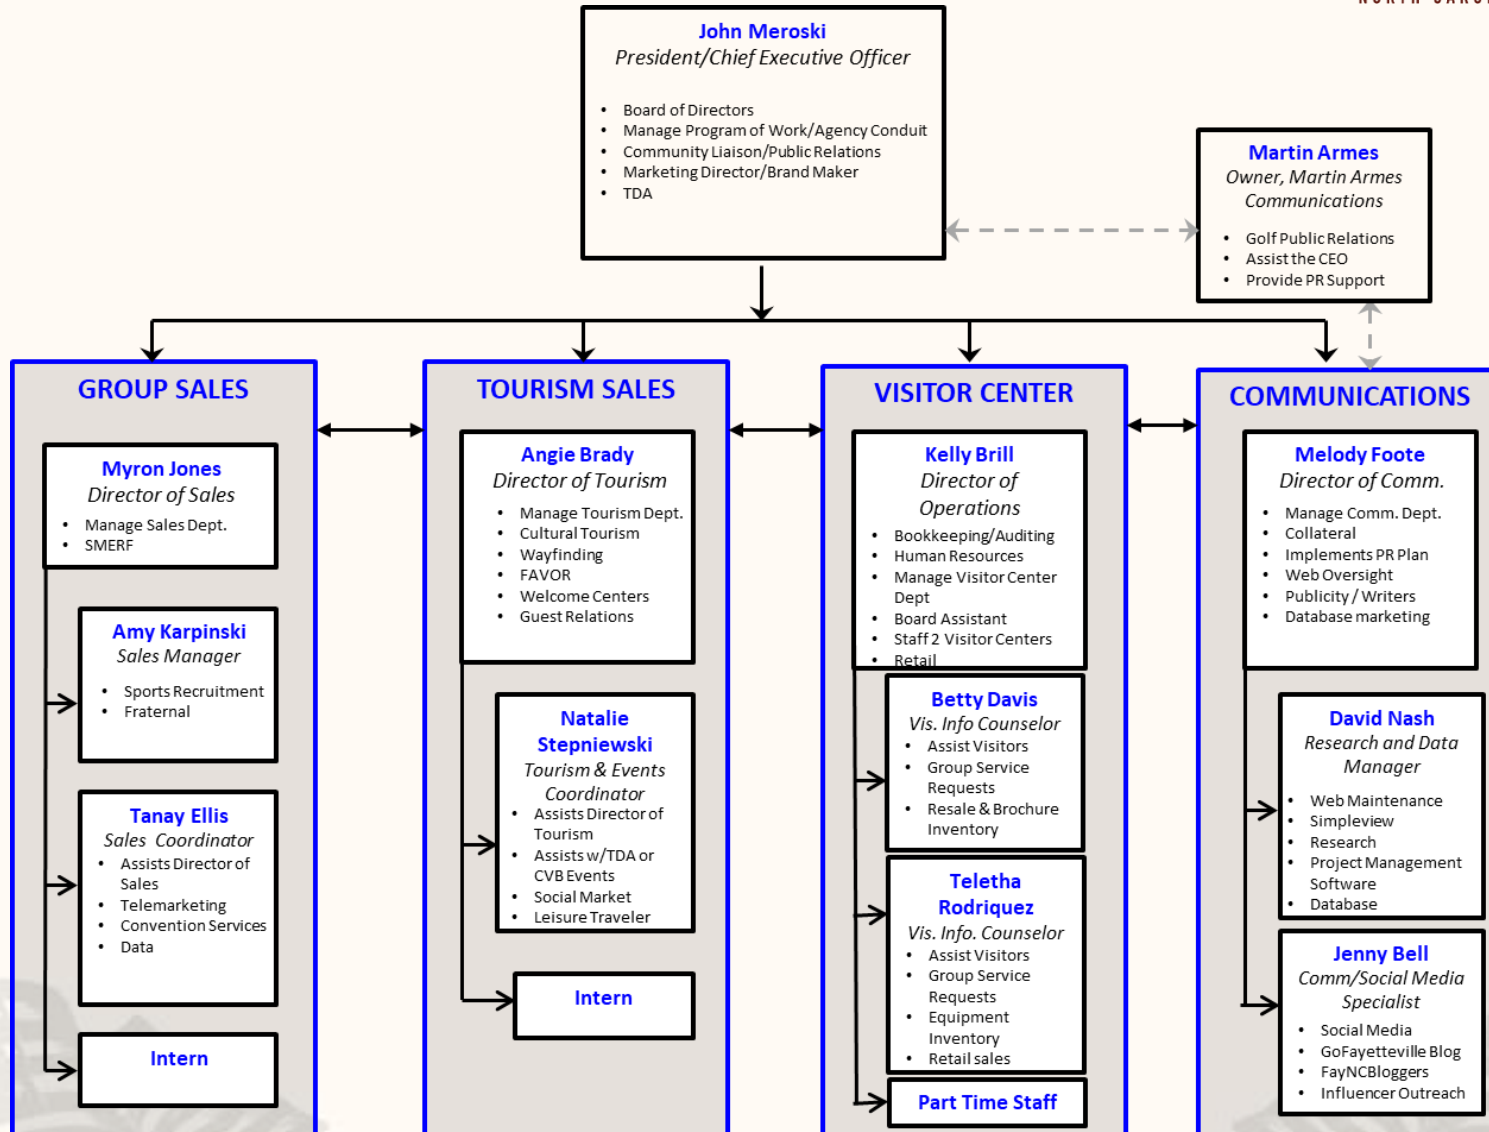 John Meroski
President/Chief Executive Officer
• Board of Directors
• Manage Program of Work/Agency Conduit
• Community Liaison/Public Relations
• Marketing Director/Brand Maker
• TDA
Martin Armes
Owner, Martin Armes
Communications
• Golf Public Relations
• Assist the CEO
• Provide PR Support
GROUP SALES
Myron Jones
Director of Sales
• Manage Sales Dept.
• SMERF
Amy Karpinski
Sales Manager
• Sports Recruitment
• Fraternal
Tanay Ellis
Sales Coordinator
• Assists Director of
Sales
• Telemarketing
• Convention Services
• Data
Intern
TOURISM SALES
Angie Brady
Director of Tourism
• Manage Tourism Dept.
• Cultural Tourism
• Wayfinding
• FAVOR
• Welcome Centers
• Guest Relations
Natalie
Stepniewski
Tourism & Events
Coordinator
• Assists Director of
Tourism
• Assists w/TDA or
CVB Events
• Social Market
• Leisure Traveler
Intern
VISITOR CENTER
Kelly Brill
Director of
Operations
• Bookkeeping/Auditing
• Human Resources
• Manage Visitor Center
Dept
• Board Assistant
• Staff 2 Visitor Centers
• Retail
Betty Davis
Vis. Info Counselor
• Assist Visitors
• Group Service
Requests
• Resale & Brochure
Inventory
Teletha
Rodriquez
Vis. Info. Counselor
• Assist Visitors
• Group Service
Requests
• Equipment
Inventory
• Retail sales
Part Time Staff
COMMUNICATIONS
Melody Foote
Director of Comm.
• Manage Comm. Dept.
• Collateral
• Implements PR Plan
• Web Oversight
• Publicity / Writers
• Database marketing
David Nash
Research and Data
Manager
• Web Maintenance
• Simpleview
• Research
• Project Management
Software
• Database
Jenny Bell
Comm/Social Media
Specialist
• Social Media
• GoFayetteville Blog
• FayNCBloggers
• Influencer Outreach